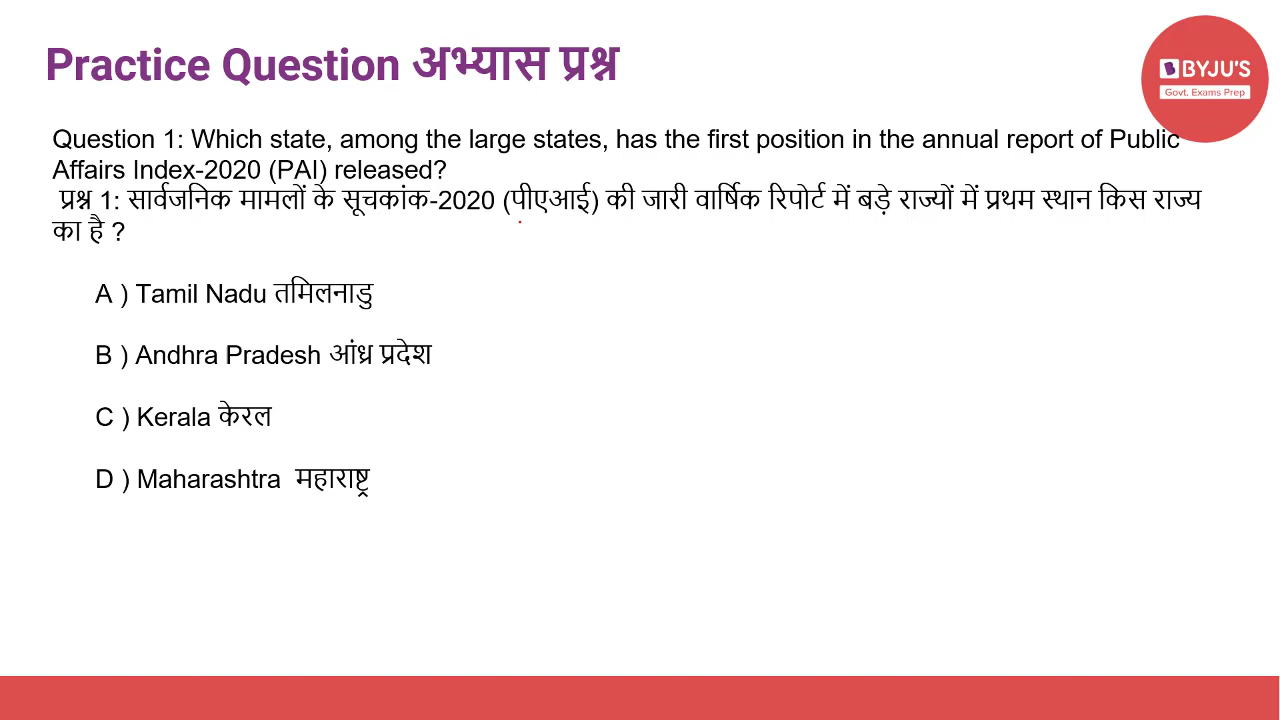 Practice Question अभ्यास प्रश्न
BYJU'S
Govt. Exams Prep
Question 1: Which state, among the large states, has the first position in the annual report of Public
Affairs Index-2020 (PAI) released?
प्रश्न 1: सार्वजनिक मामलों के सूचकांक-2020 (पीएआई) की जारी वार्षिक रिपोर्ट में बड़े राज्यों में प्रथम स्थान किस राज्य
का है ?
A ) Tamil Nadu तमिलनाडु
B ) Andhra Pradesh आंध्र प्रदेश
C ) Kerala केरल
D ) Maharashtra महाराष्ट्र